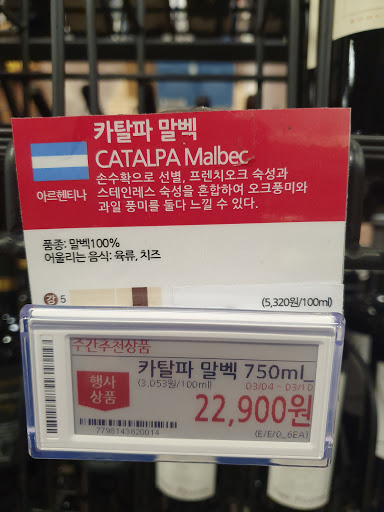 카탈파 말벡
CATALPA Malbec
아르헨티나
손수확으로 선별, 프렌치오크 숙성과
스테인레스 숙성을 혼합하여 오크풍미와
과일 풍미를 둘다 느낄 수 있다.
품종: 말벡100%
어울리는 음식: 육류, 치즈
강 5
(5,320원/100ml)
주간추천상품
행사
상품
카탈파 말벡 750ml
(3,053원/100ml)
03/04 ~ 03/10
22,900원
7798143820014
(E/E/0_6EA)